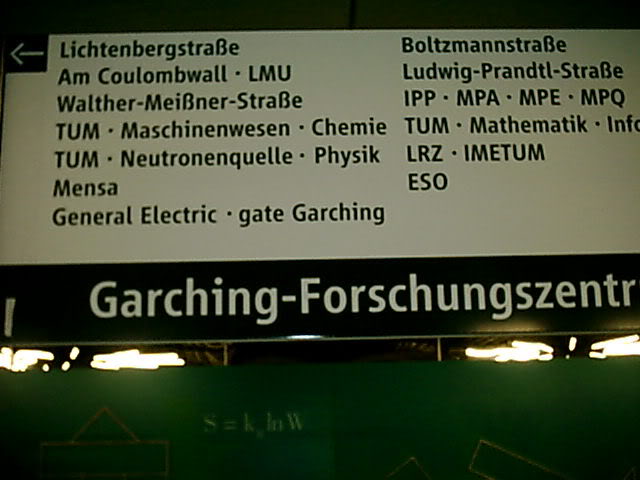 Lichtenbergstraße
Am Coulombwall · LMU
Walther-Meißner-Straße
TUM · Maschinenwesen · Chemie
TUM · Neutronenquelle · Physik
Mensa
General Electric · gate Garching
Boltzmannstraße
Ludwig-Prandtl-Straße
IPP · MPA · MPE · MPQ
TUM · Mathematik · Info
LRZ · IMETUM
ESO
Garching-Forschungszentr
S = k ln W